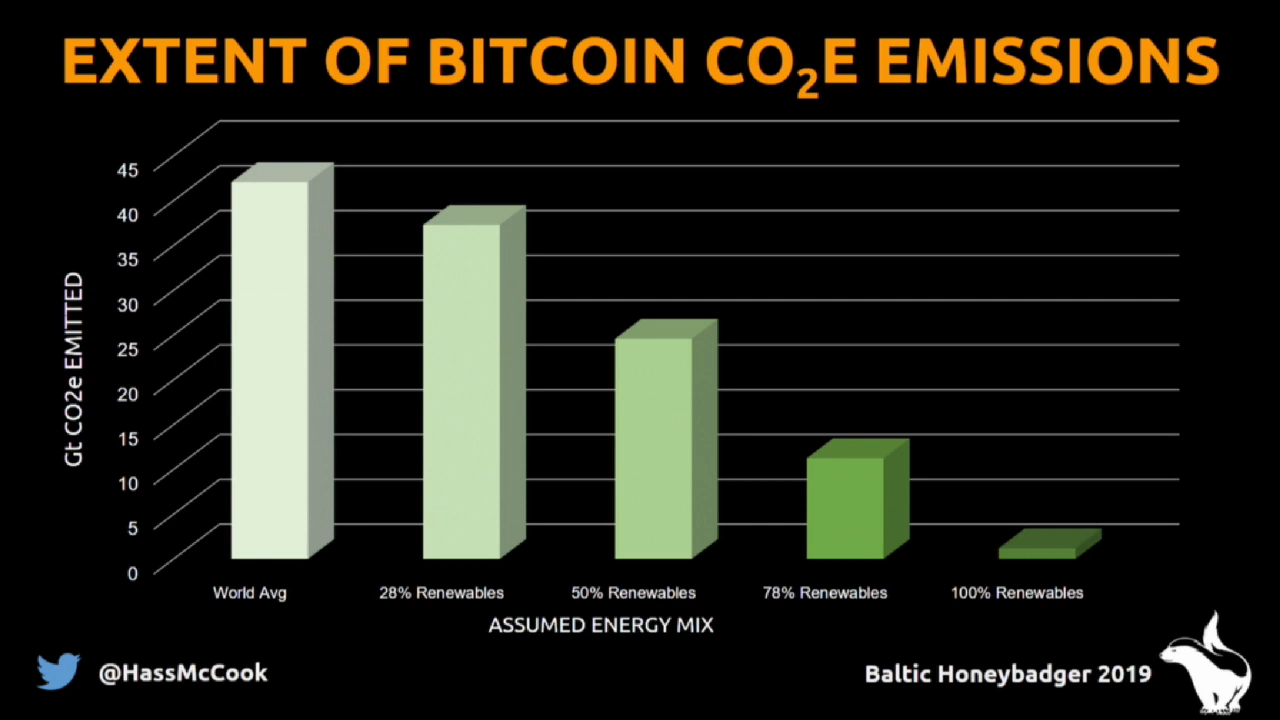 EXTENT OF BITCOIN CO₂E EMISSIONS
Gt CO2e EMITTED
45
40
35
30
25
20
15
10
5
0
World Avg
28% Renewables
50% Renewables
78% Renewables
100% Renewables
ASSUMED ENERGY MIX
@HassMcCook
Baltic Honeybadger 2019